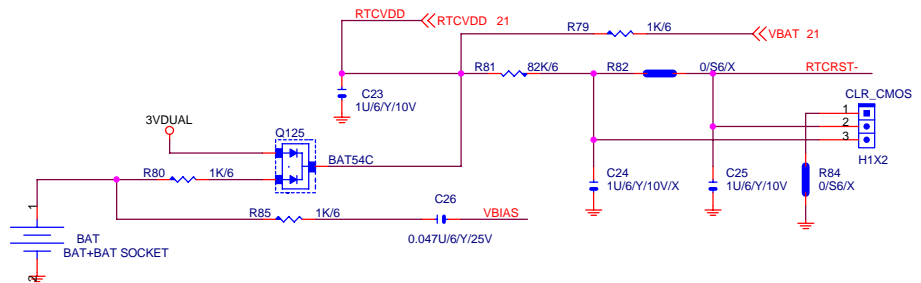 RTCVDD
RTCVDD 21
R79
1K/6
VBAT 21
R81
82K/6
R82
0/S6/X
RTCRST-
C23
1U/6/Y/10V
CLR_CMOS
1
2
3
H1X2
3VDUAL
Q125
BAT54C
R80
1K/6
C24
1U/6/Y/10V/X
C25
1U/6/Y/10V
R84
0/S6/X
R85
1K/6
C26
0.047U/6/Y/25V
VBIAS
1
BAT
BAT+BAT SOCKET
2